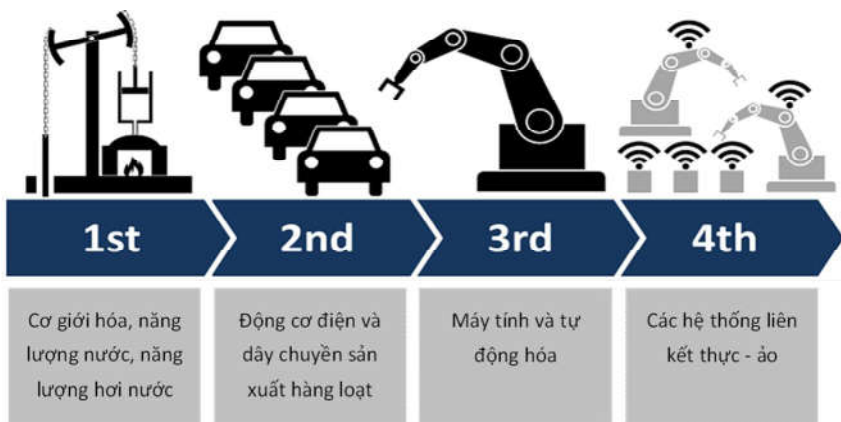 1st
2nd
3rd
4th
Cơ giới hóa, năng
lượng nước, năng
lượng hơi nước
Động cơ điện và
dây chuyền sản
xuất hàng loạt
Máy tính và tự
động hóa
Các hệ thống liên
kết thực - ảo